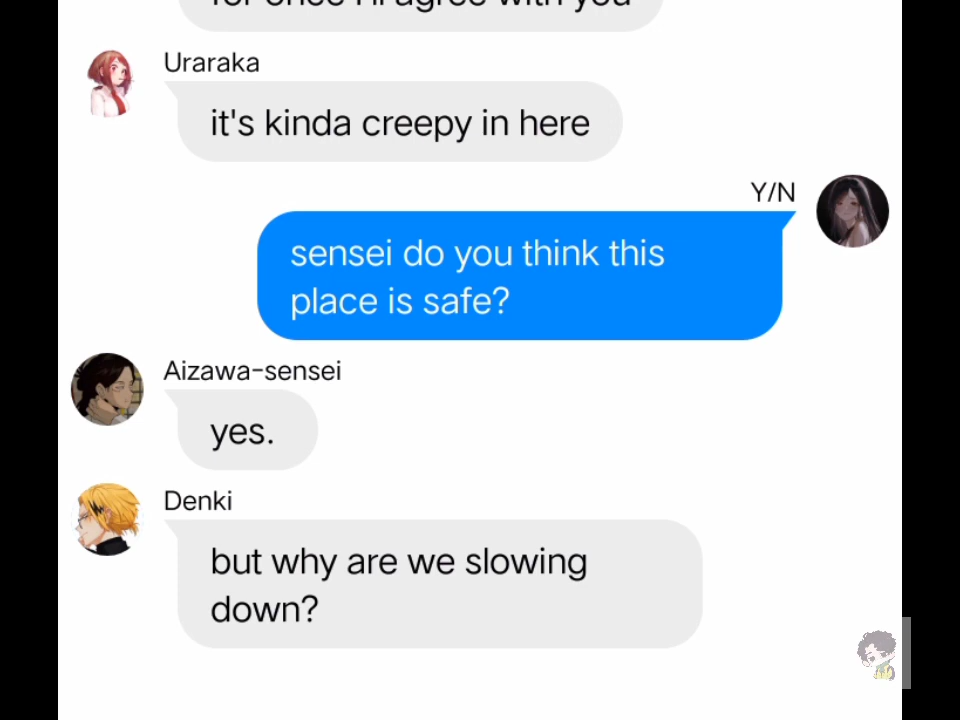 for once I'll agree with you
Uraraka
it's kinda creepy in here
Y/N
sensei do you think this
place is safe?
Aizawa-sensei
yes.
Denki
but why are we slowing
down?